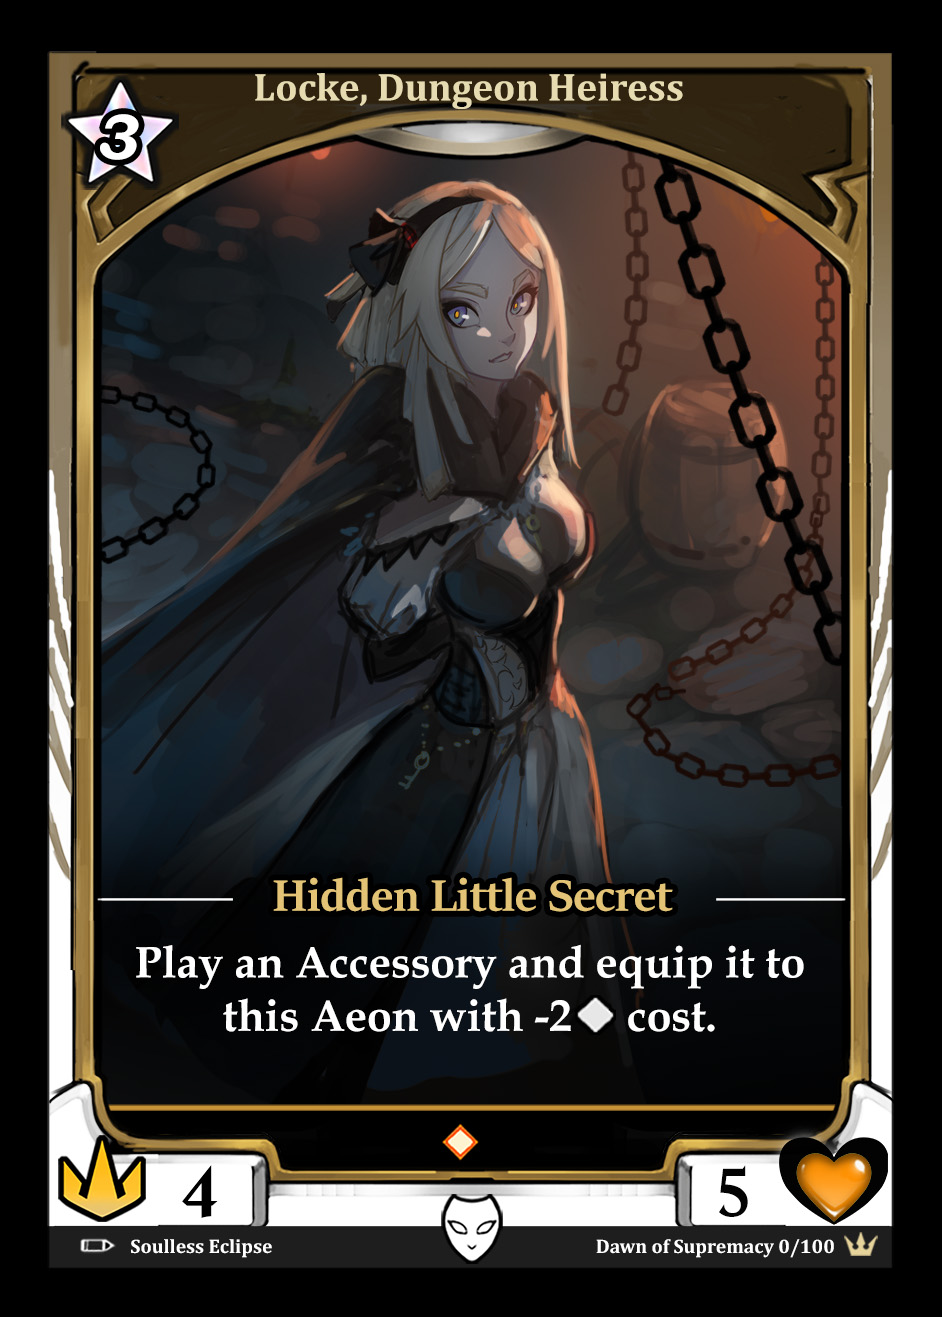 Locke, Dungeon Heiress
3
Hidden Little Secret
Play an Accessory and equip it to
this Aeon with -2 cost.
4
5
Soulless Eclipse
Dawn of Supremacy 0/100